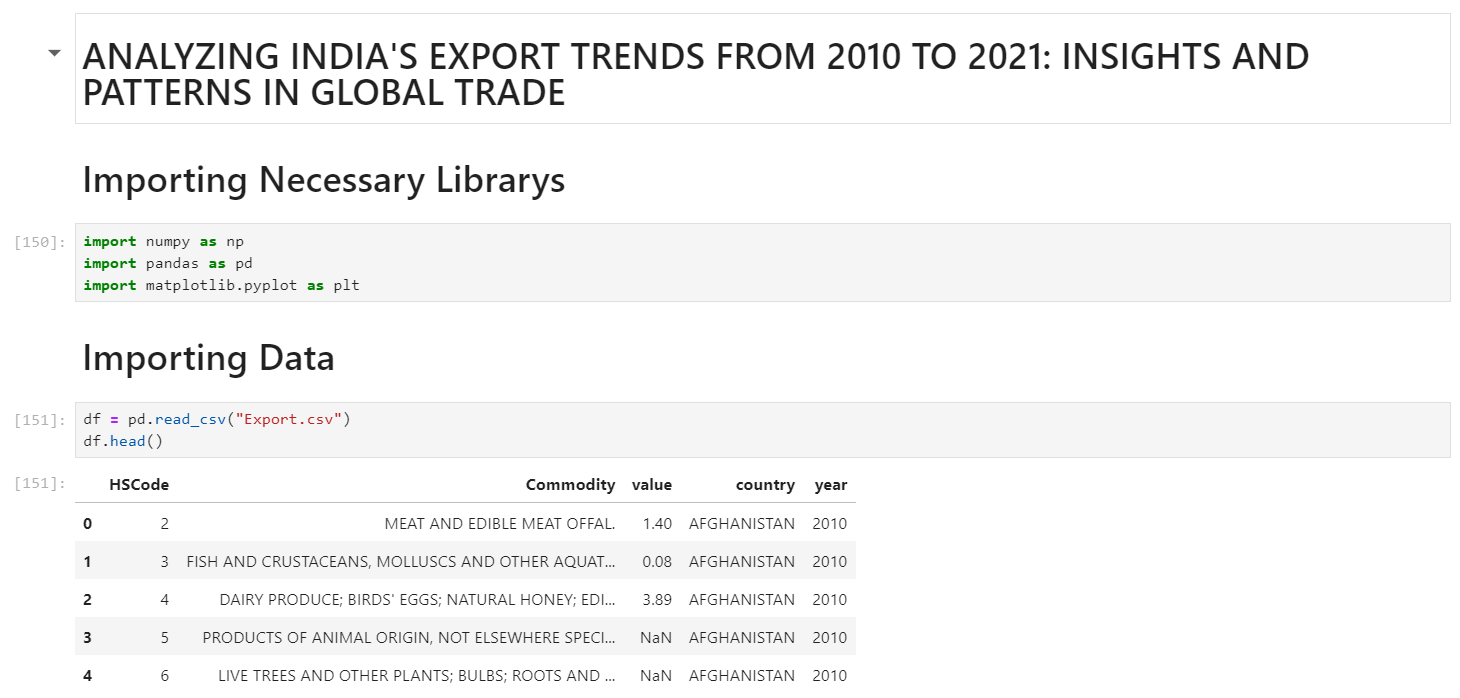 ANALYZING INDIA'S EXPORT TRENDS FROM 2010 TO 2021: INSIGHTS AND
PATTERNS IN GLOBAL TRADE
Importing Necessary Librarys
[150]: import numpy as np
import pandas as pd
import matplotlib.pyplot as plt
Importing Data
[151]: df = pd.read_csv("Export.csv")
df.head()
[151]: HSCode Commodity value country year
0 2 MEAT AND EDIBLE MEAT OFFAL. 1.40 AFGHANISTAN 2010
1 3 FISH AND CRUSTACEANS, MOLLUSCS AND OTHER AQUAT... 0.08 AFGHANISTAN 2010
2 4 DAIRY PRODUCE; BIRDS' EGGS; NATURAL HONEY; EDI... 3.89 AFGHANISTAN 2010
3 5 PRODUCTS OF ANIMAL ORIGIN, NOT ELSEWHERE SPECI... NaN AFGHANISTAN 2010
4 6 LIVE TREES AND OTHER PLANTS; BULBS; ROOTS AND ... NaN AFGHANISTAN 2010